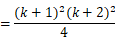 = (k + 1)²(k + 2)² / 4